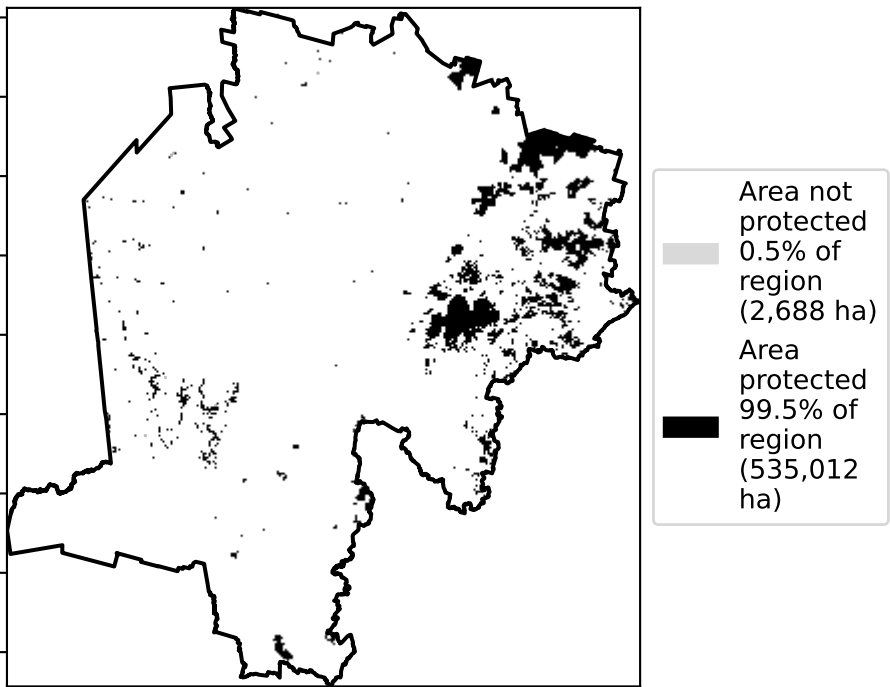 Area not
protected
0.5% of
region
(2,688 ha)
Area
protected
99.5% of
region
(535,012
ha)